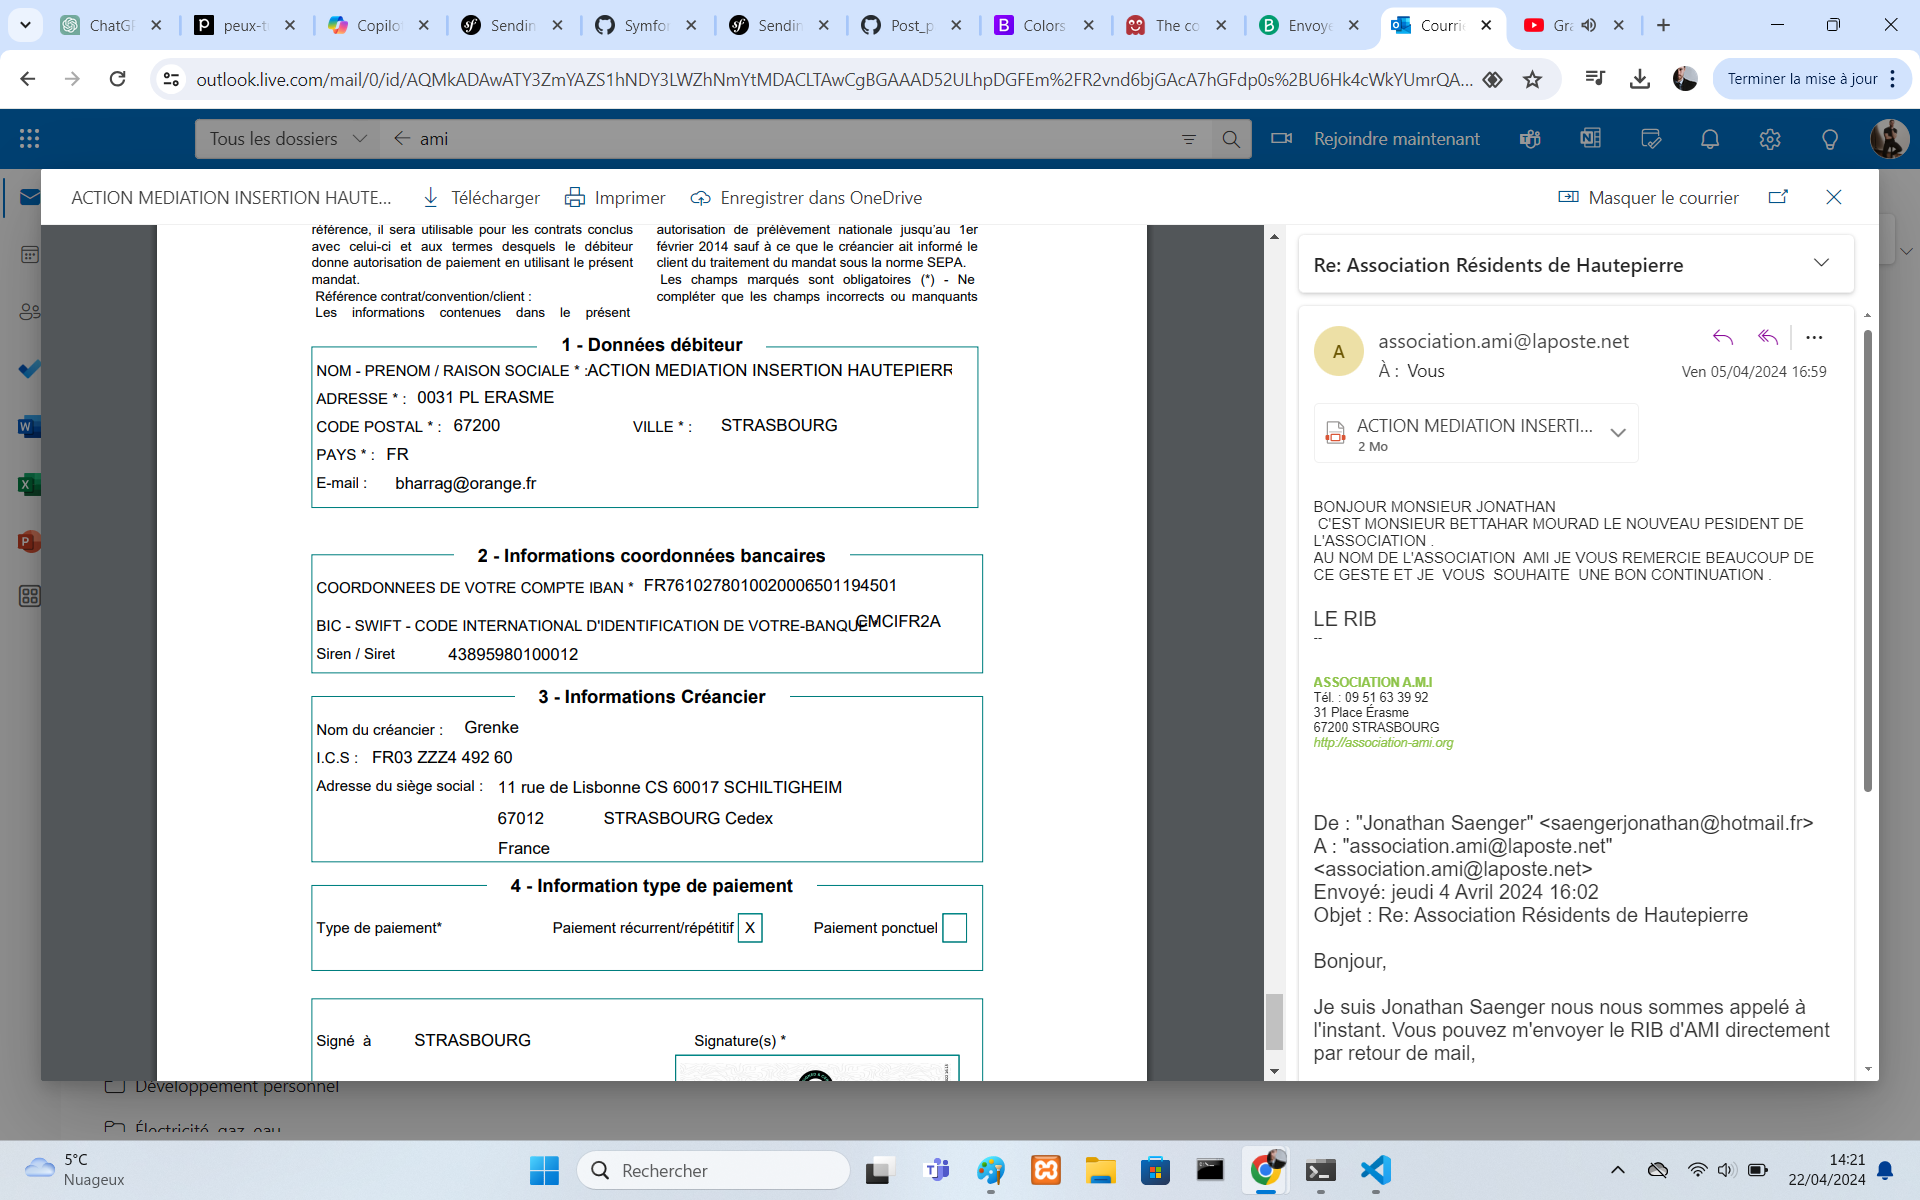 ChatGP
peux-tu
Copilo
Sendin
Symfor
Sendin
Post_p
Colors
The co
Envoye
Courrie
Gra
outlook.live.com/mail/0/id/AQMkADAwATY3ZmYAZS1hNDY3LWZhNmYtMDACLTAwCgBGAAAD52ULhpDGFEm%2FR2vnd6bjGAcA7hGFdp0s%2BU6Hk4cWkYUmrQA...
Terminer la mise à jour
Tous les dossiers
ami
Rejoindre maintenant
ACTION MEDIATION INSERTION HAUTE...
Télécharger
Imprimer
Enregistrer dans OneDrive
Masquer le courrier
référence, il sera utilisable pour les contrats conclus
avec celui-ci et aux termes desquels le débiteur
donne autorisation de paiement en utilisant le présent
mandat.
Référence contrat/convention/client :
Les informations contenues dans le présent
autorisation de prélèvement nationale jusqu'au 1er
février 2014 sauf à ce que le créancier ait informé le
client du traitement du mandat sous la norme SEPA.
Les champs marqués sont obligatoires (*) - Ne
compléter que les champs incorrects ou manquants
1 - Données débiteur
NOM - PRENOM / RAISON SOCIALE * :ACTION MEDIATION INSERTION HAUTEPIERR
ADRESSE * : 0031 PL ERASME
CODE POSTAL * : 67200 VILLE * : STRASBOURG
PAYS * : FR
E-mail : bharrag@orange.fr
2 - Informations coordonnées bancaires
COORDONNEES DE VOTRE COMPTE IBAN * FR7610278010020006501194501
BIC - SWIFT - CODE INTERNATIONAL D'IDENTIFICATION DE VOTRE-BANQUE * CMCIFR2A
Siren / Siret 43895980100012
3 - Informations Créancier
Nom du créancier : Grenke
I.C.S : FR03 ZZZ4 492 60
Adresse du siège social : 11 rue de Lisbonne CS 60017 SCHILTIGHEIM
67012 STRASBOURG Cedex
France
4 - Information type de paiement
Type de paiement* Paiement récurrent/répétitif X Paiement ponctuel
Signé à STRASBOURG Signature(s) *
Re: Association Résidents de Hautepierre
A
association.ami@laposte.net
À : Vous
Ven 05/04/2024 16:59
ACTION MEDIATION INSERTI...
2 Mo
BONJOUR MONSIEUR JONATHAN
C'EST MONSIEUR BETTAHAR MOURAD LE NOUVEAU PESIDENT DE
L'ASSOCIATION .
AU NOM DE L'ASSOCIATION AMI JE VOUS REMERCIE BEAUCOUP DE
CE GESTE ET JE VOUS SOUHAITE UNE BON CONTINUATION .
LE RIB
--
ASSOCIATION A.M.I
Tél. : 09 51 63 39 92
31 Place Érasme
67200 STRASBOURG
http://association-ami.org
De : "Jonathan Saenger" <saengerjonathan@hotmail.fr>
A : "association.ami@laposte.net"
<association.ami@laposte.net>
Envoyé: jeudi 4 Avril 2024 16:02
Objet : Re: Association Résidents de Hautepierre
Bonjour,
Je suis Jonathan Saenger nous nous sommes appelé à
l'instant. Vous pouvez m'envoyer le RIB d'AMI directement
par retour de mail,
Développement personnel
Électricité, gaz, eau
5°C
Nuageux
Rechercher
14:21
22/04/2024